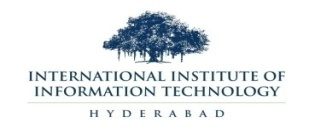 INTERNATIONAL INSTITUTE OF
INFORMATION TECHNOLOGY
HYDERABAD